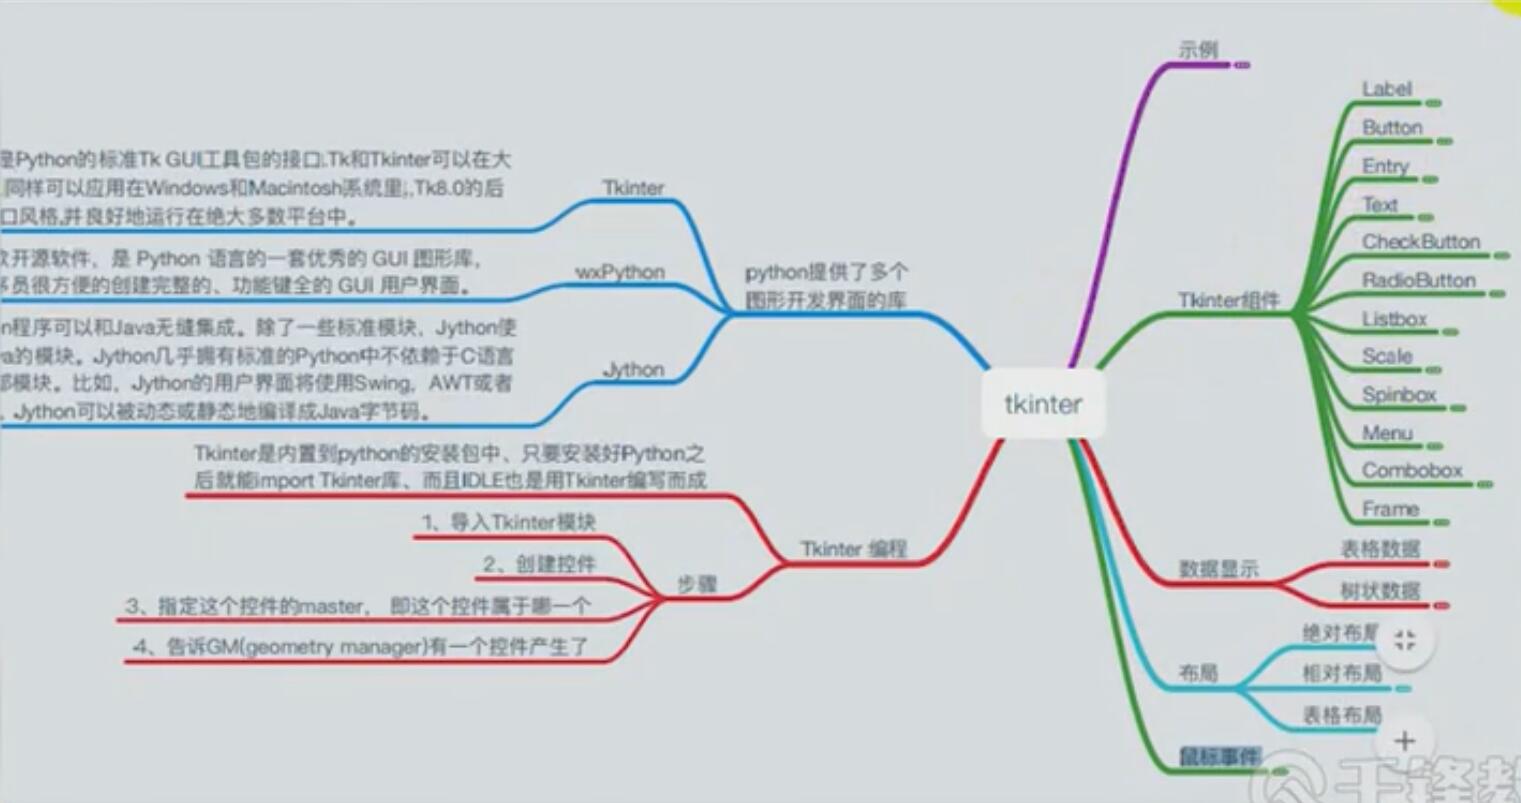 是Python的标准Tk GUI工具包的接口.Tk和Tkinter可以在大
同样可以应用在Windows和Macintosh系统里;,Tk8.0的后
口风格,并良好地运行在绝大多数平台中。
Tkinter
开源软件、是 Python 语言的一套优秀的 GUI 图形库,
序员很方便的创建完整的、功能键全的 GUI 用户界面。
wxPython
n程序可以和Java无缝集成。除了一些标准模块、Jython使
va的模块。Jython几乎拥有标准的Python中不依赖于C语言
部模块。比如、Jython的用户界面将使用Swing，AWT或者
、Jython可以被动态或静态地编译成Java字节码。
Jython
python提供了多个
图形开发界面的库
Tkinter是内置到python的安装包中、只要安装好Python之
后就能import Tkinter库、而且IDLE也是用Tkinter编写而成
1、导入Tkinter模块
2、创建控件
3、指定这个控件的master， 即这个控件属于哪一个
4、告诉GM(geometry manager)有一个控件产生了
步骤
Tkinter 编程
tkinter
示例
Tkinter组件
Label
Button
Entry
Text
CheckButton
RadioButton
Listbox
Scale
Spinbox
Menu
Combobox
Frame
数据显示
表格数据
树状数据
布局
绝对布局
相对布局
表格布局
鼠标事件
千锋教